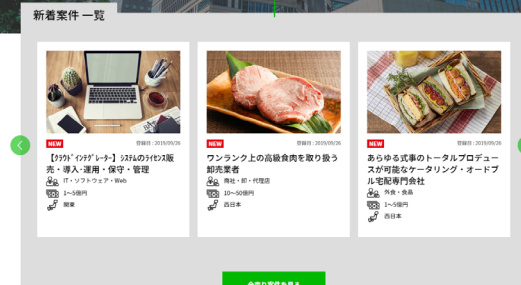 新着案件 一覧
NEW
登録日 : 2019/09/26
【ｸﾗｳﾄﾞｲﾝﾃｸﾞﾚｰﾀｰ】ｼｽﾃﾑのﾗｲｾﾝｽ販
売・導入･運用・保守・管理
IT・ソフトウェア・Web
1〜5億円
関東
NEW
登録日 : 2019/09/26
ワンランク上の高級食肉を取り扱う
卸売業者
商社・卸・代理店
10〜50億円
西日本
NEW
登録日 : 2019/09/26
あらゆる式事のトータルプロデュー
スが可能なケータリング・オードブ
ル宅配専門会社
外食・食品
1〜5億円
西日本